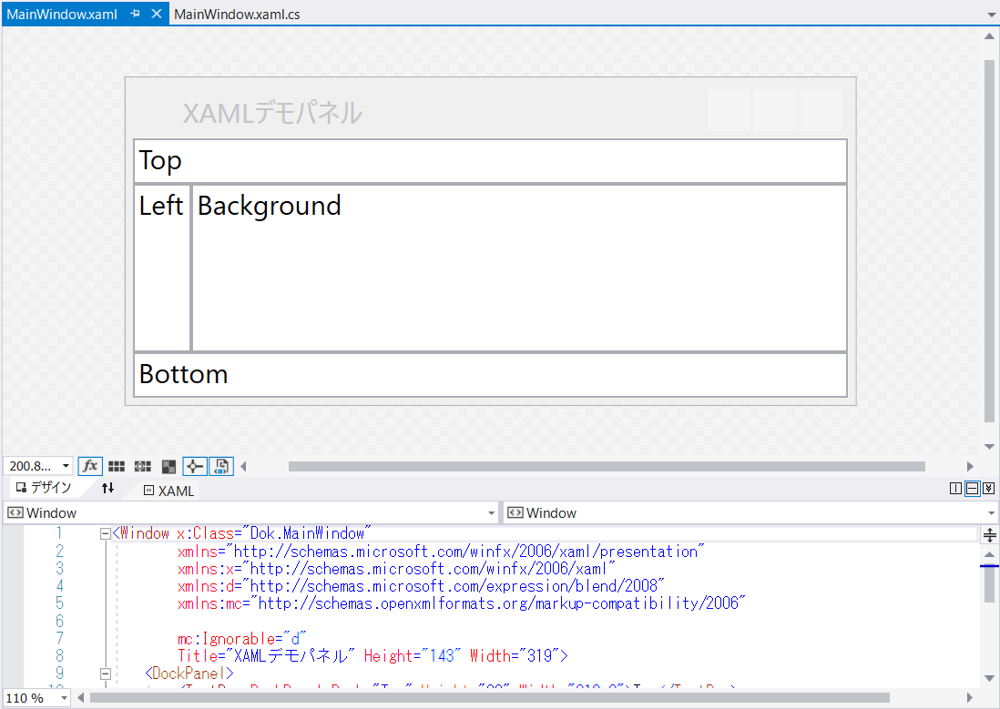 MainWindow.xaml
MainWindow.xaml.cs
XAMLデモパネル
Top
Left
Background
Bottom
200.8...
fx
デザイン
XAML
Window
Window
1 <Window x:Class="Dok.MainWindow"
2 xmlns="http://schemas.microsoft.com/winfx/2006/xaml/presentation"
3 xmlns:x="http://schemas.microsoft.com/winfx/2006/xaml"
4 xmlns:d="http://schemas.microsoft.com/expression/blend/2008"
5 xmlns:mc="http://schemas.openxmlformats.org/markup-compatibility/2006"
6
7 mc:Ignorable="d"
8 Title="XAMLデモパネル" Height="143" Width="319">
9 <DockPanel>
110 %